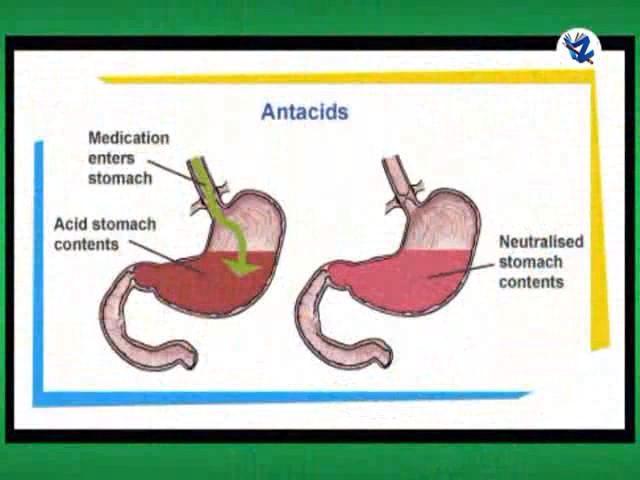 Antacids
Medication
enters
stomach
Acid stomach
contents
Neutralised
stomach
contents